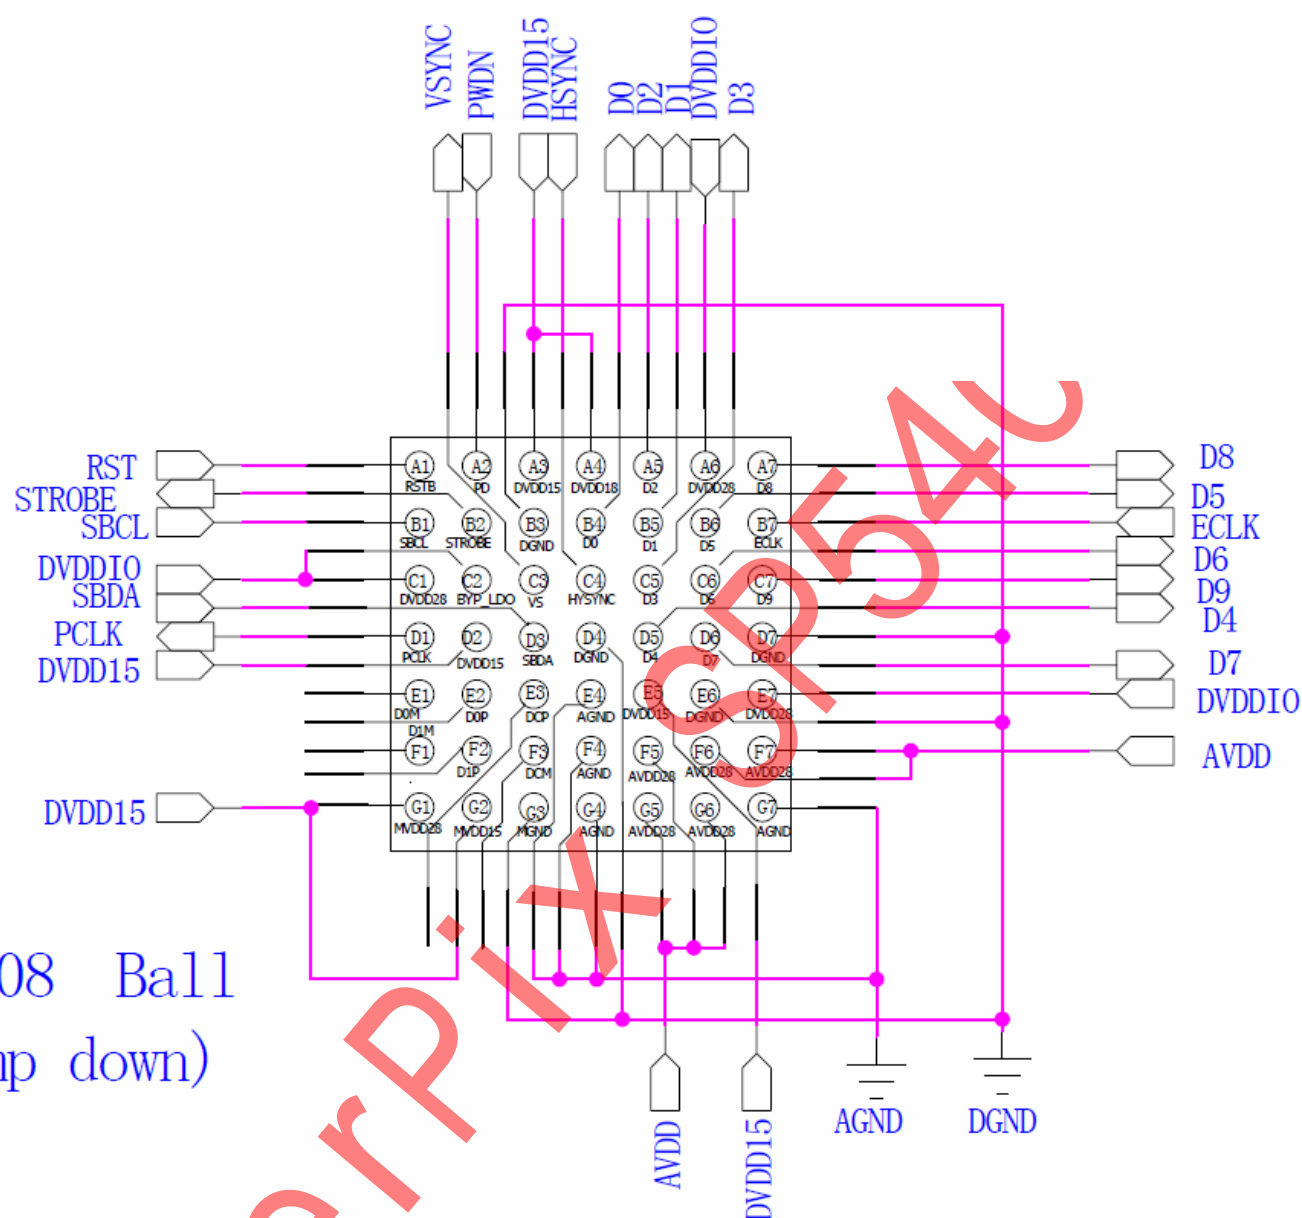 VSYNC
PWDN
DVDD15
HSYNC
D0
D2
D1
DVDDIO
D3
RST
STROBE
SBCL
DVDDIO
SBDA
PCLK
DVDD15
DVDD15
A1 A2 A3 A4 A5 A6 A7
RSTB PD DVDD15 DVDD18 D2 DVDD28 D8
B1 B2 B3 B4 B5 B6 B7
SBCL STROBE DGND D0 D1 D5 ECLK
C1 C2 C3 C4 C5 C6 C7
DVDD28 BYP_LDO VS HYSYNC D3 D6 D9
D1 D2 D3 D4 D5 D6 D7
PCLK DVDD15 SBDA DGND D4 D7 DGND
E1 E2 E3 E4 E5 E6 E7
D0M D0P DCP AGND DVDD15 DGND DVDD28
D1M
F1 F2 F3 F4 F5 F6 F7
D1P DCM AGND AVDD28 AVDD28 AVDD28
G1 G2 G3 G4 G5 G6 G7
MVDD28 MVDD15 MGND AGND AVDD28 AVDD28 AGND
D8
D5
ECLK
D6
D9
D4
D7
DVDDIO
AVDD
08 Ball
down)
AVDD
DVDD15
AGND
DGND
erPix SP540